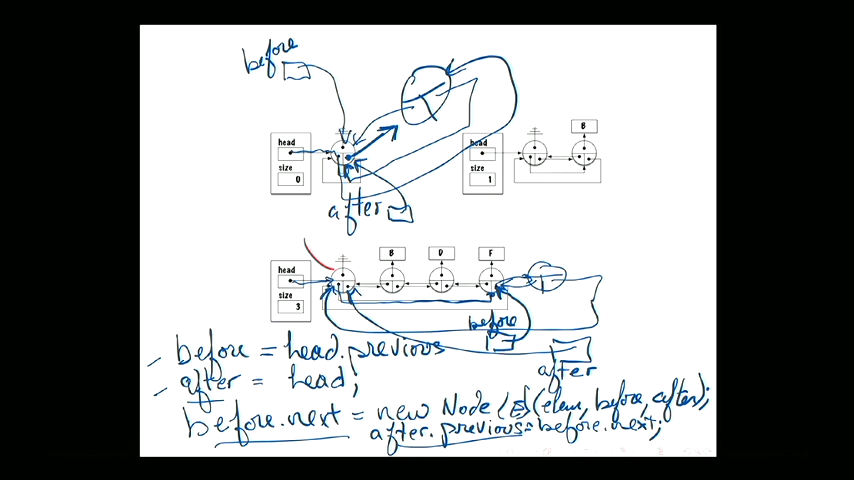 before
head
size
0
after
head
size
1
B
head
size
3
B
D
F
before
after
- before = head.previous
- after = head;
before.next = new Node<E>(elem, before, after);
after.previous = before.next;